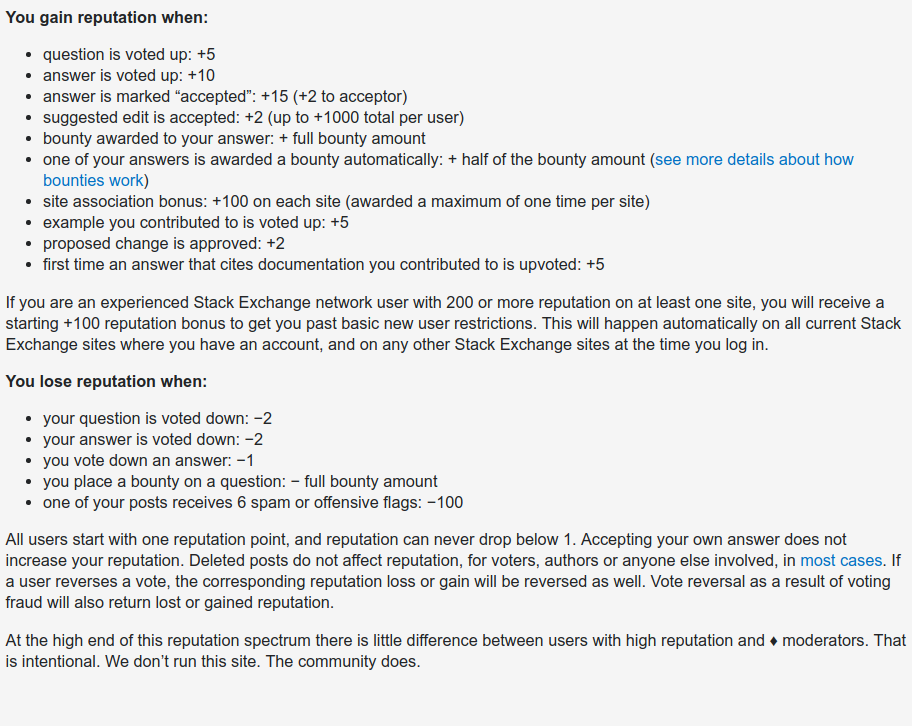 You gain reputation when:
• question is voted up: +5
• answer is voted up: +10
• answer is marked “accepted”: +15 (+2 to acceptor)
• suggested edit is accepted: +2 (up to +1000 total per user)
• bounty awarded to your answer: + full bounty amount
• one of your answers is awarded a bounty automatically: + half of the bounty amount (see more details about how
bounties work)
• site association bonus: +100 on each site (awarded a maximum of one time per site)
• example you contributed to is voted up: +5
• proposed change is approved: +2
• first time an answer that cites documentation you contributed to is upvoted: +5
If you are an experienced Stack Exchange network user with 200 or more reputation on at least one site, you will receive a
starting +100 reputation bonus to get you past basic new user restrictions. This will happen automatically on all current Stack
Exchange sites where you have an account, and on any other Stack Exchange sites at the time you log in.
You lose reputation when:
• your question is voted down: −2
• your answer is voted down: −2
• you vote down an answer: −1
• you place a bounty on a question: − full bounty amount
• one of your posts receives 6 spam or offensive flags: −100
All users start with one reputation point, and reputation can never drop below 1. Accepting your own answer does not
increase your reputation. Deleted posts do not affect reputation, for voters, authors or anyone else involved, in most cases. If
a user reverses a vote, the corresponding reputation loss or gain will be reversed as well. Vote reversal as a result of voting
fraud will also return lost or gained reputation.
At the high end of this reputation spectrum there is little difference between users with high reputation and ♦ moderators. That
is intentional. We don’t run this site. The community does.